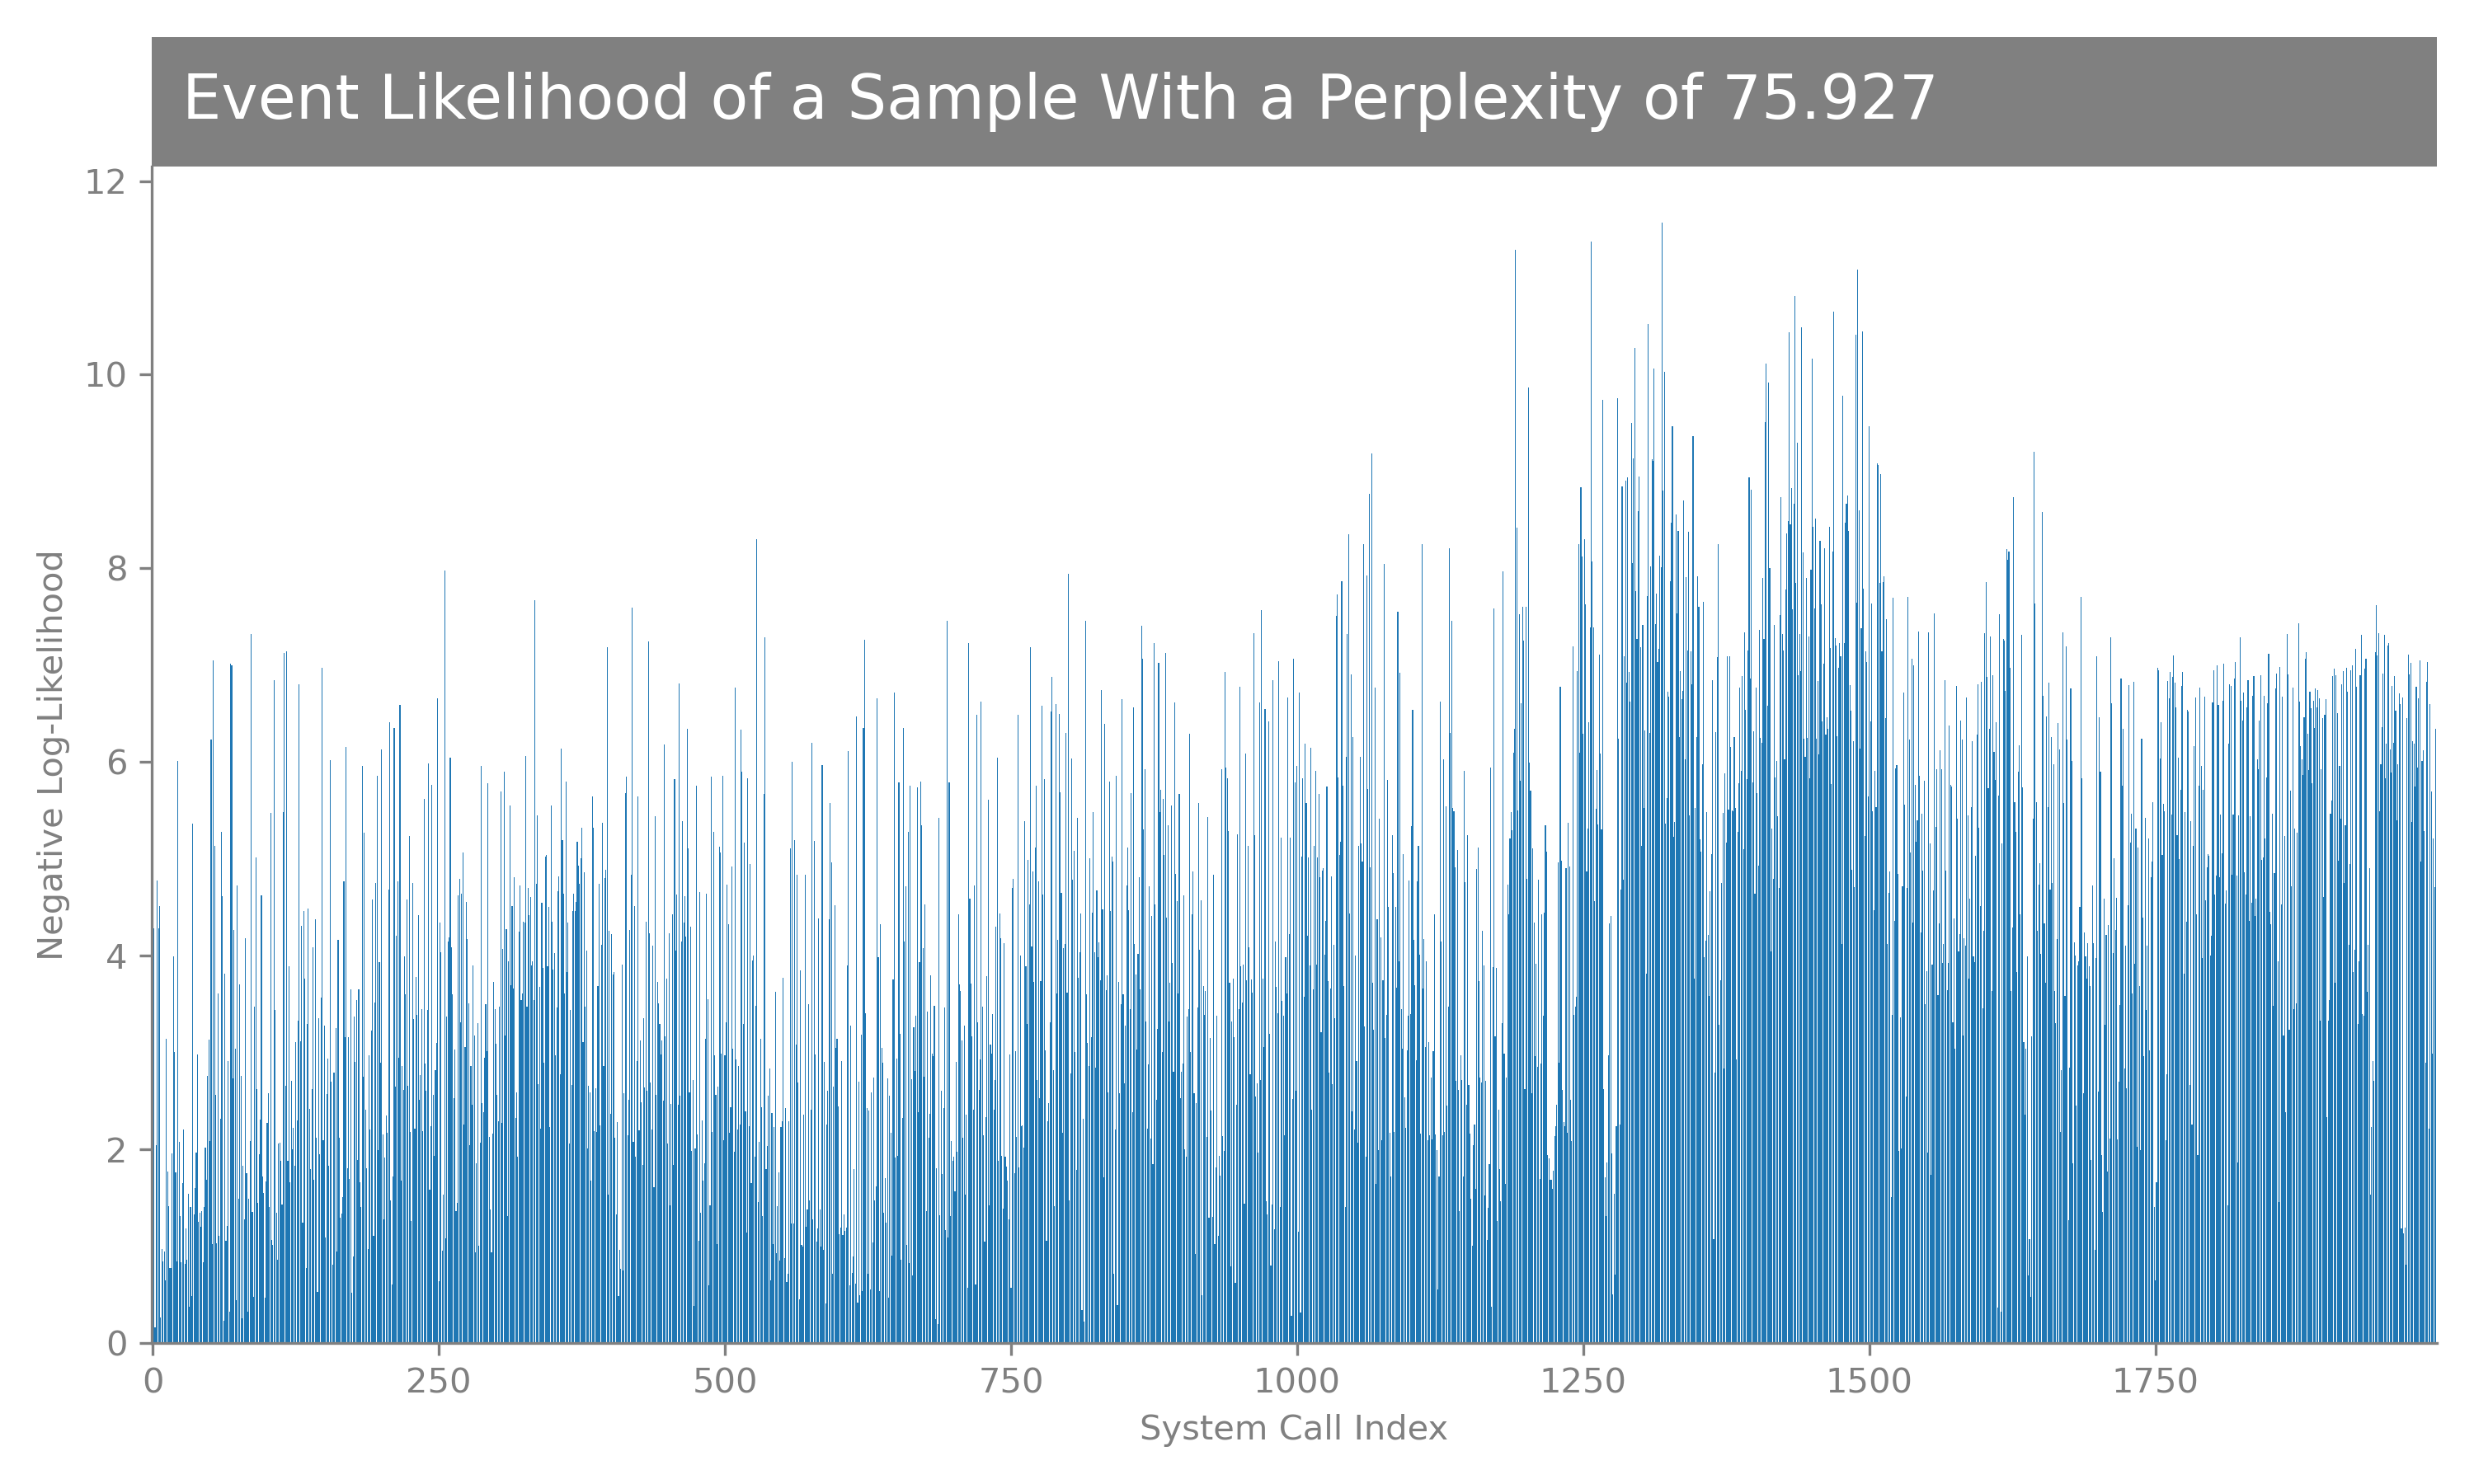 Event Likelihood of a Sample With a Perplexity of 75.927
12
10
8
6
4
2
0
Negative Log-Likelihood
0 250 500 750 1000 1250 1500 1750
System Call Index